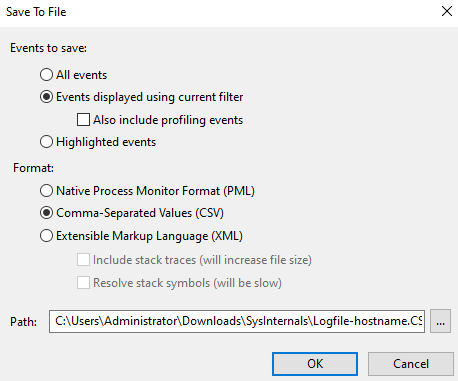 Save To File
Events to save:
All events
Events displayed using current filter
Also include profiling events
Highlighted events
Format:
Native Process Monitor Format (PML)
Comma-Separated Values (CSV)
Extensible Markup Language (XML)
Include stack traces (will increase file size)
Resolve stack symbols (will be slow)
Path: C:\Users\Administrator\Downloads\SysInternals\Logfile-hostname.CS ...
OK Cancel